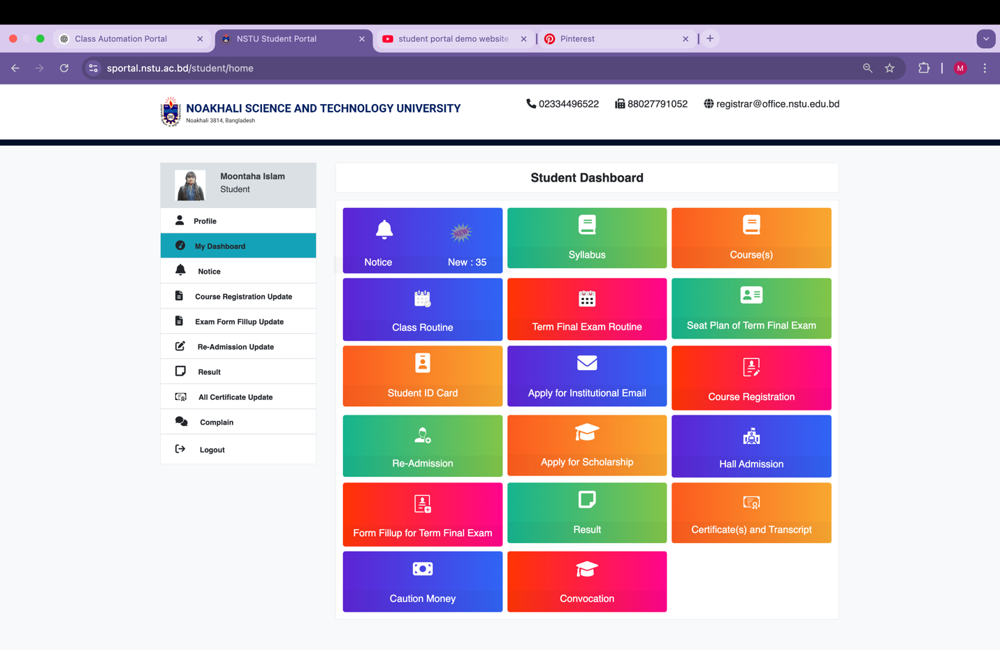 Class Automation Portal
NSTU Student Portal
student portal demo website
Pinterest
sportal.nstu.ac.bd/student/home
M
NOAKHALI SCIENCE AND TECHNOLOGY UNIVERSITY
Noakhali 3814, Bangladesh
02334496522
88027791052
registrar@office.nstu.edu.bd
Moontaha Islam
Student
Profile
My Dashboard
Notice
Course Registration Update
Exam Form Fillup Update
Re-Admission Update
Result
All Certificate Update
Complain
Logout
Student Dashboard
NEW
Notice
New : 35
Syllabus
Course(s)
Class Routine
Term Final Exam Routine
Seat Plan of Term Final Exam
Student ID Card
Apply for Institutional Email
Course Registration
Re-Admission
Apply for Scholarship
Hall Admission
Form Fillup for Term Final Exam
Result
Certificate(s) and Transcript
Caution Money
Convocation